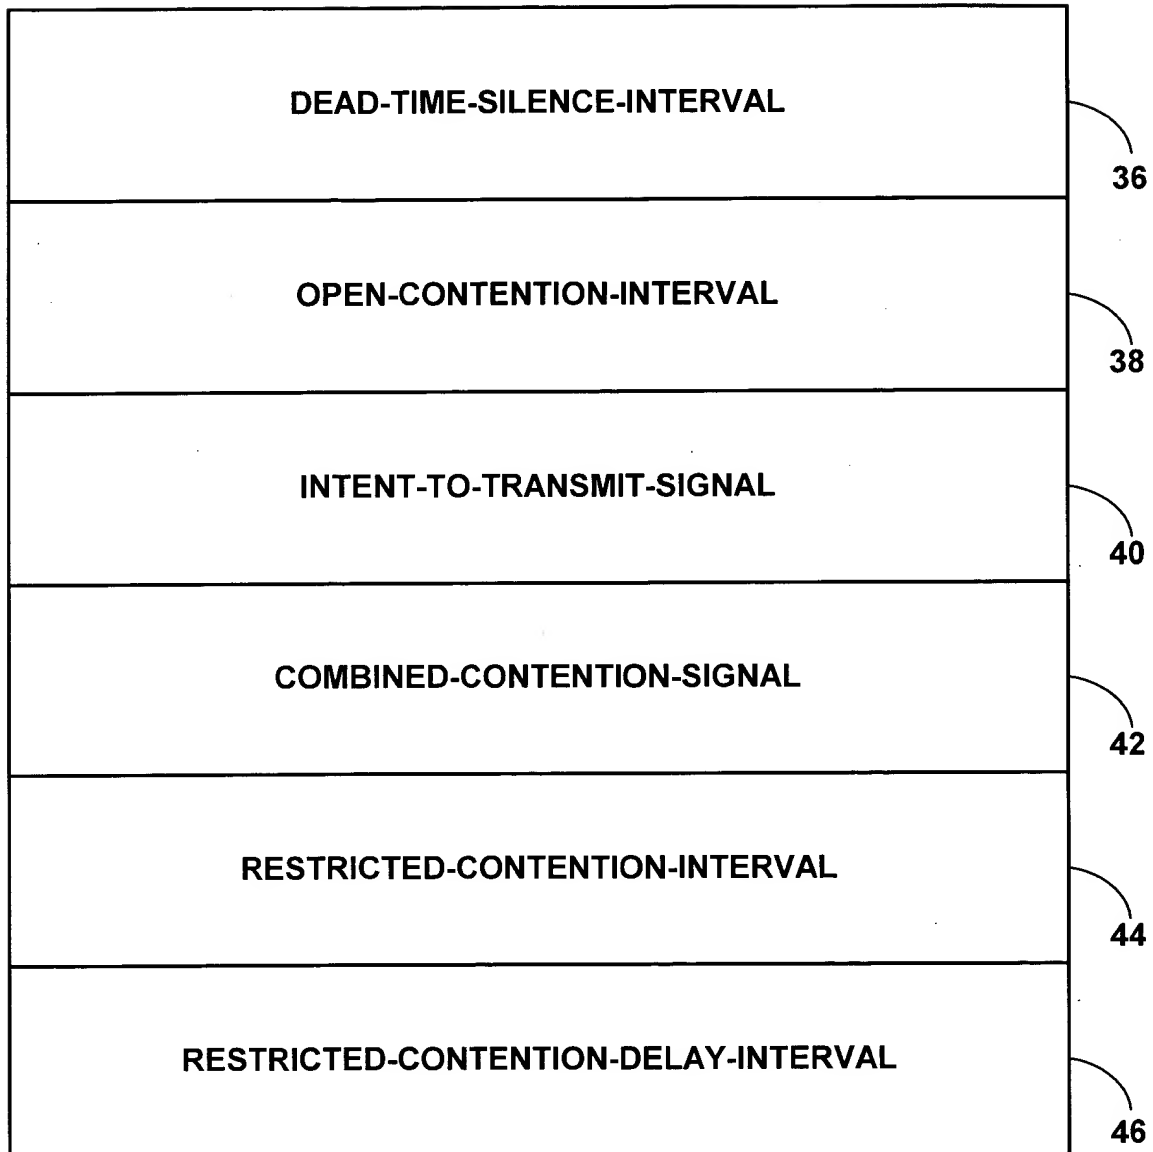 DEAD-TIME-SILENCE-INTERVAL
36
OPEN-CONTENTION-INTERVAL
38
INTENT-TO-TRANSMIT-SIGNAL
40
COMBINED-CONTENTION-SIGNAL
42
RESTRICTED-CONTENTION-INTERVAL
44
RESTRICTED-CONTENTION-DELAY-INTERVAL
46